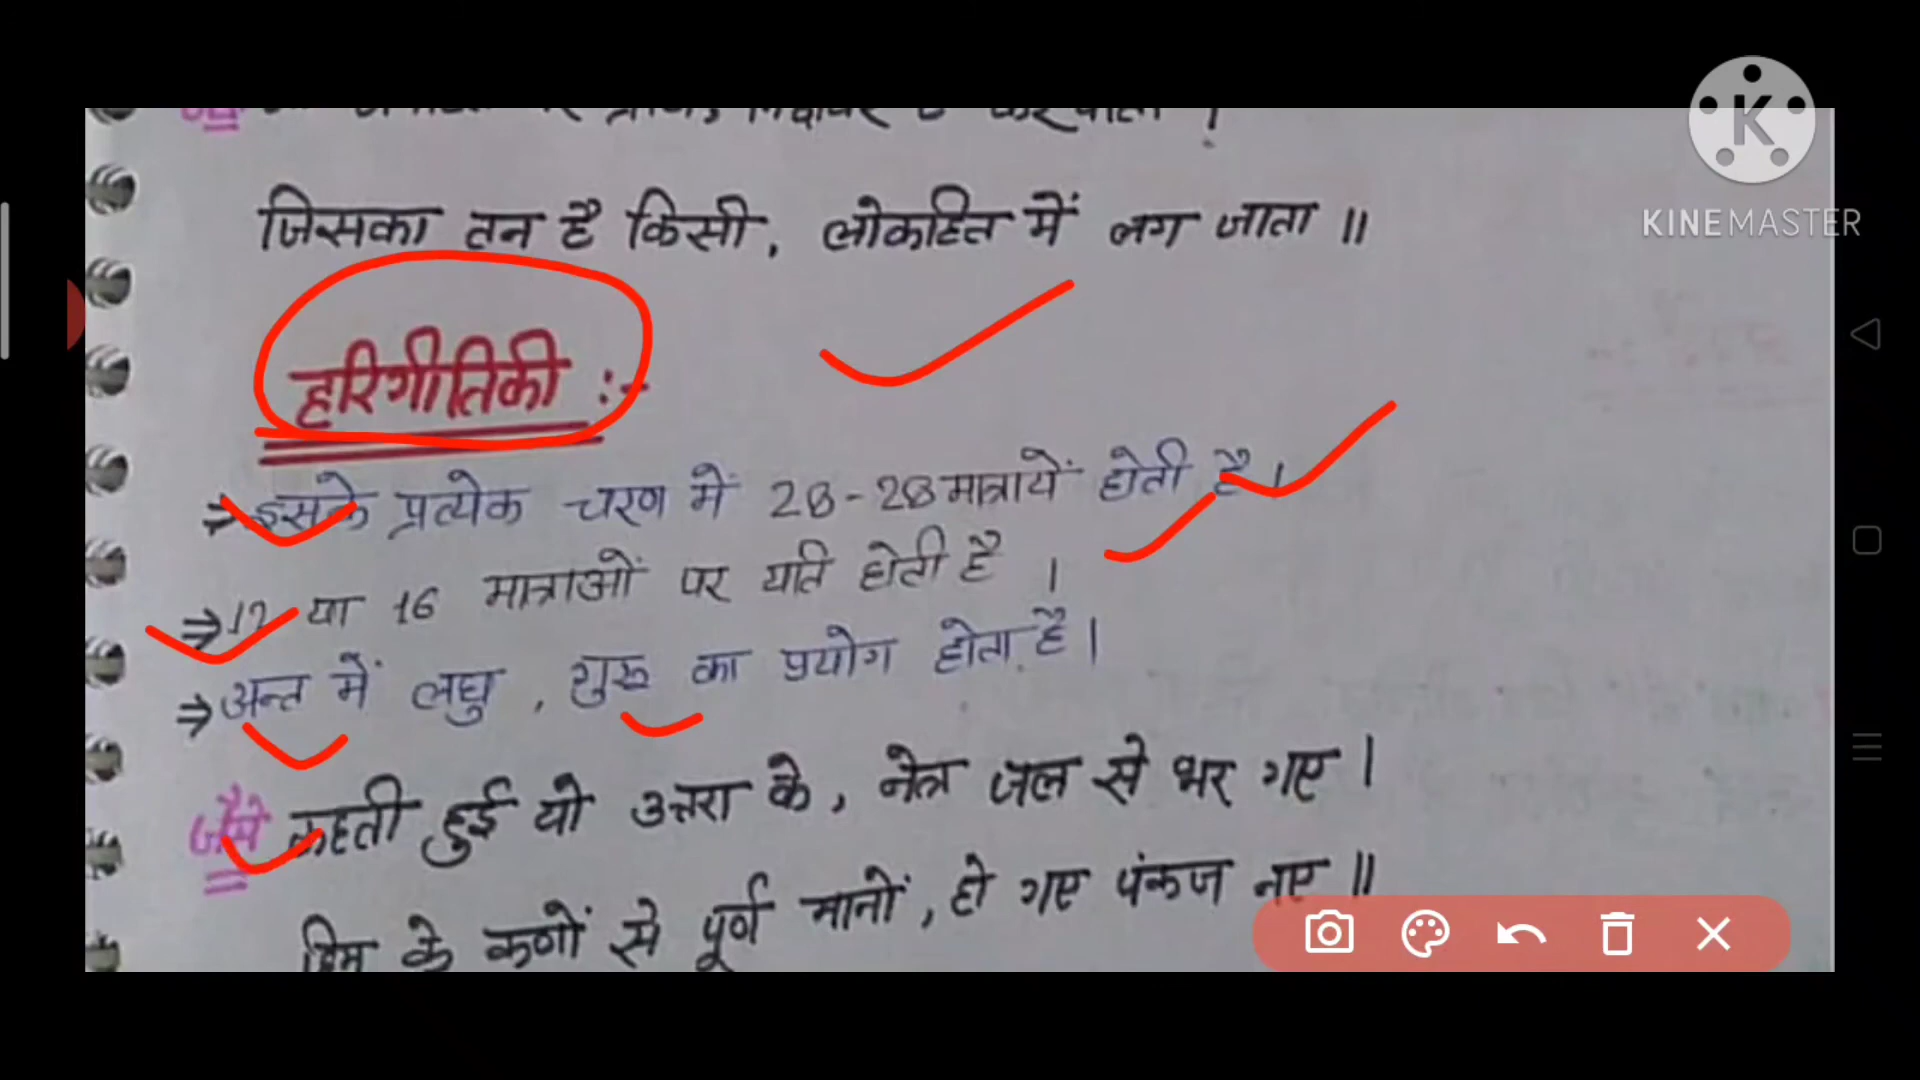 जिसका तन है किसी, लोकहित में लग जाता ॥
हरिगीतिकी :-
⇒ इसके प्रत्येक चरण में 28-28 मात्रायें होती है ।
⇒ 12 या 16 मात्राओं पर यति होती है ।
⇒ अन्त में लघु, गुरू का प्रयोग होता है ।
जैसे कहती हुई यो उत्तरा के, नेत्र जल से भर गए ।
हिम के कणों से पूर्ण मानों, हो गए पंकज नए ॥
K
KINEMASTER